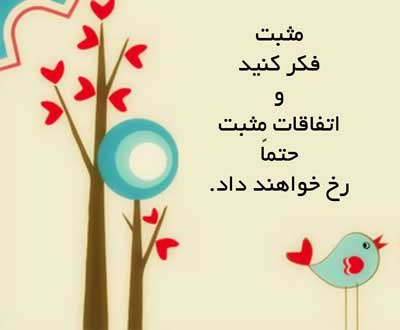 مثبت
فکر کنید
و
اتفاقات مثبت
حتماً
رخ خواهند داد.